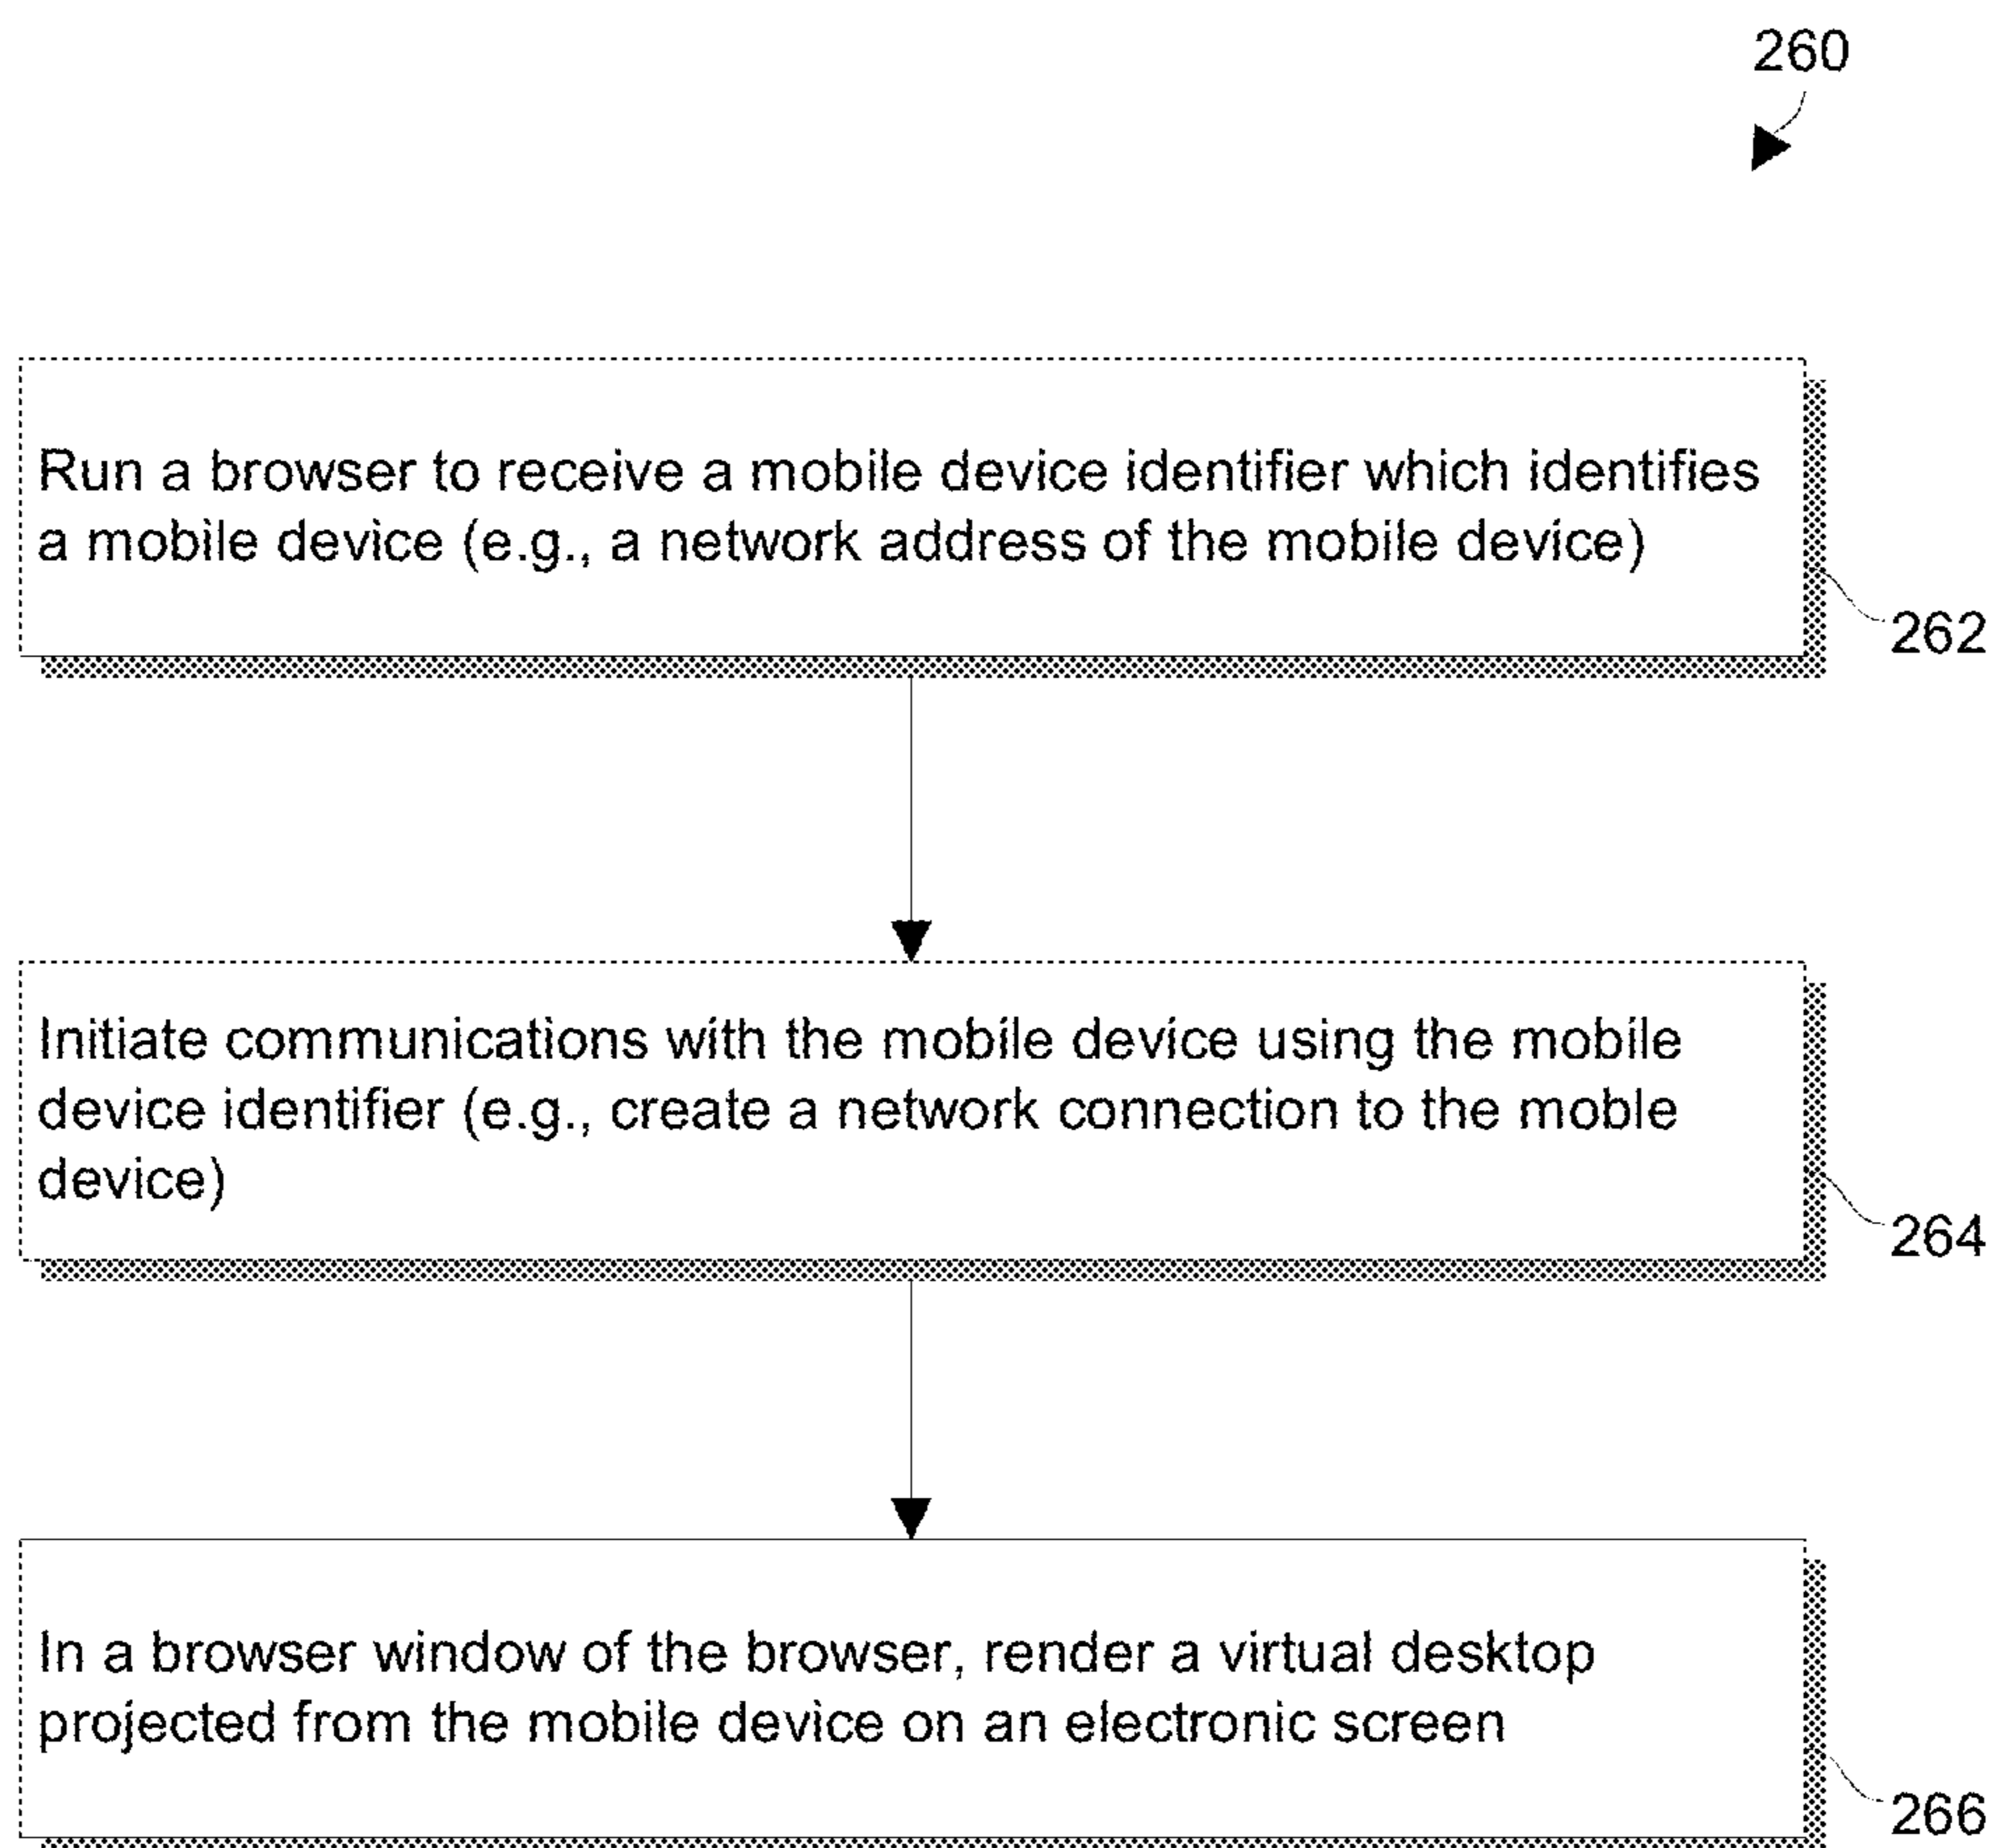 260
Run a browser to receive a mobile device identifier which identifies
a mobile device (e.g., a network address of the mobile device)
262
Initiate communications with the mobile device using the mobile
device identifier (e.g., create a network connection to the moble
device)
264
In a browser window of the browser, render a virtual desktop
projected from the mobile device on an electronic screen
266